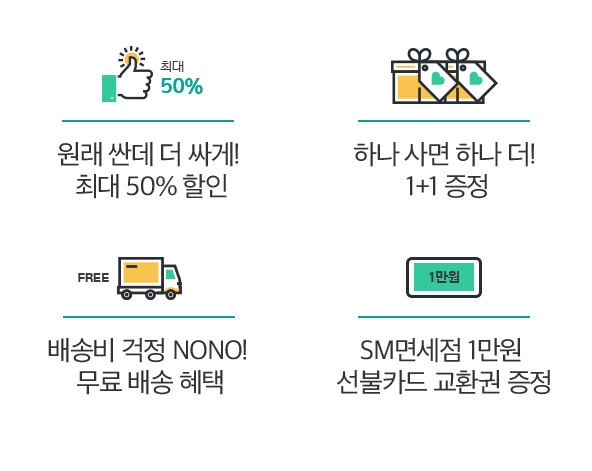 최대
50%
원래 싼데 더 싸게!
최대 50% 할인
하나 사면 하나 더!
1+1 증정
FREE
배송비 걱정 NONO!
무료 배송 혜택
1만원
SM면세점 1만원
선불카드 교환권 증정